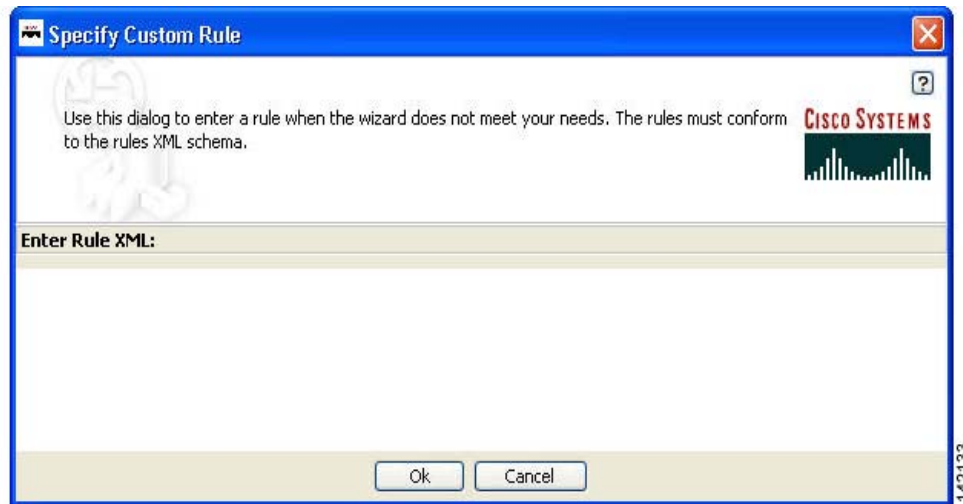 Specify Custom Rule
?
Use this dialog to enter a rule when the wizard does not meet your needs. The rules must conform
to the rules XML schema.
CISCO SYSTEMS
Enter Rule XML:
Ok
Cancel